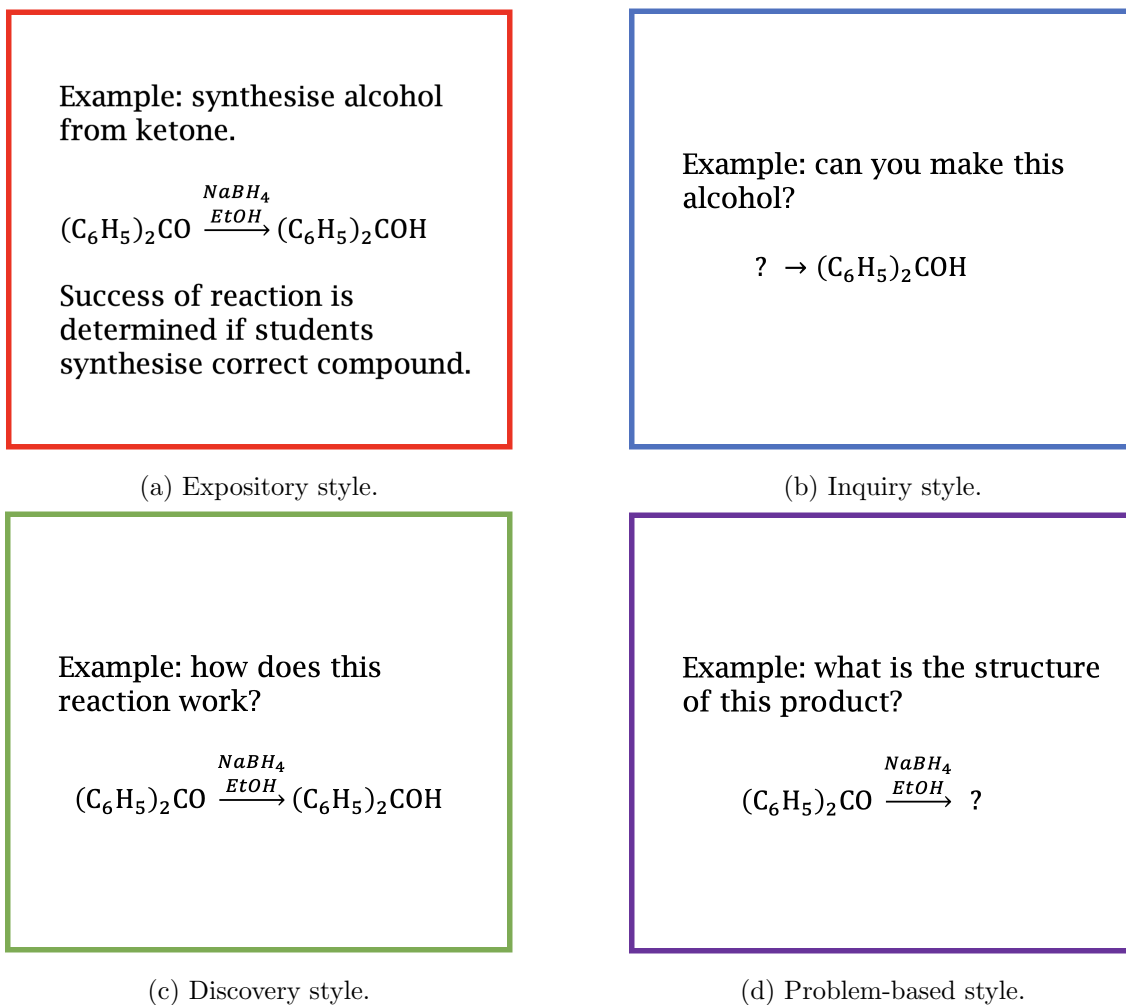 Example: synthesise alcohol
from ketone.
NaBH₄
EtOH
(C₆H₅)₂CO ⟶ (C₆H₅)₂COH
Success of reaction is
determined if students
synthesise correct compound.
(a) Expository style.
Example: can you make this
alcohol?
? → (C₆H₅)₂COH
(b) Inquiry style.
Example: how does this
reaction work?
NaBH₄
EtOH
(C₆H₅)₂CO ⟶ (C₆H₅)₂COH
(c) Discovery style.
Example: what is the structure
of this product?
NaBH₄
EtOH
(C₆H₅)₂CO ⟶ ?
(d) Problem-based style.